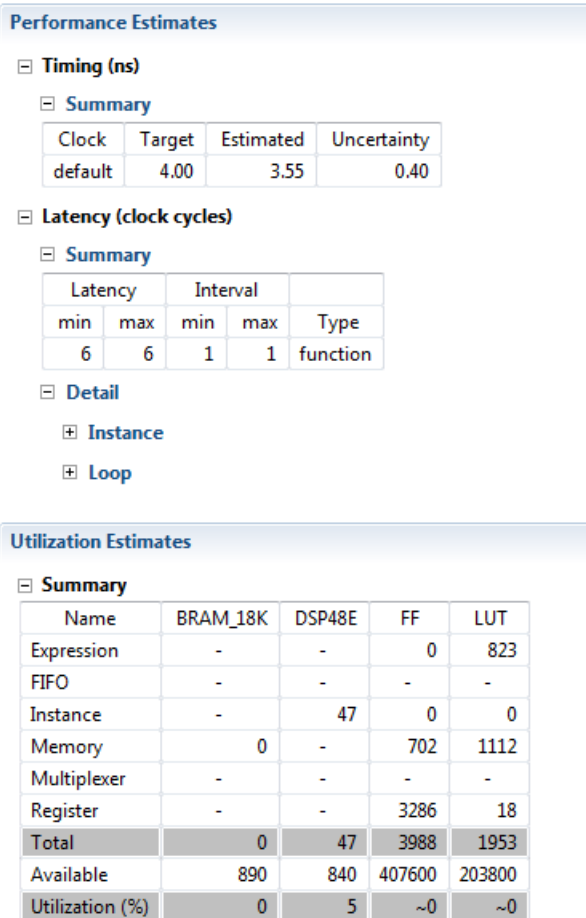 Performance Estimates
Timing (ns)
Summary
Clock Target Estimated Uncertainty
default 4.00 3.55 0.40
Latency (clock cycles)
Summary
Latency Interval
min max min max Type
6 6 1 1 function
Detail
Instance
Loop
Utilization Estimates
Summary
Name BRAM_18K DSP48E FF LUT
Expression - - 0 823
FIFO - - - -
Instance - 47 0 0
Memory 0 - 702 1112
Multiplexer - - - -
Register - - 3286 18
Total 0 47 3988 1953
Available 890 840 407600 203800
Utilization (%) 0 5 ~0 ~0